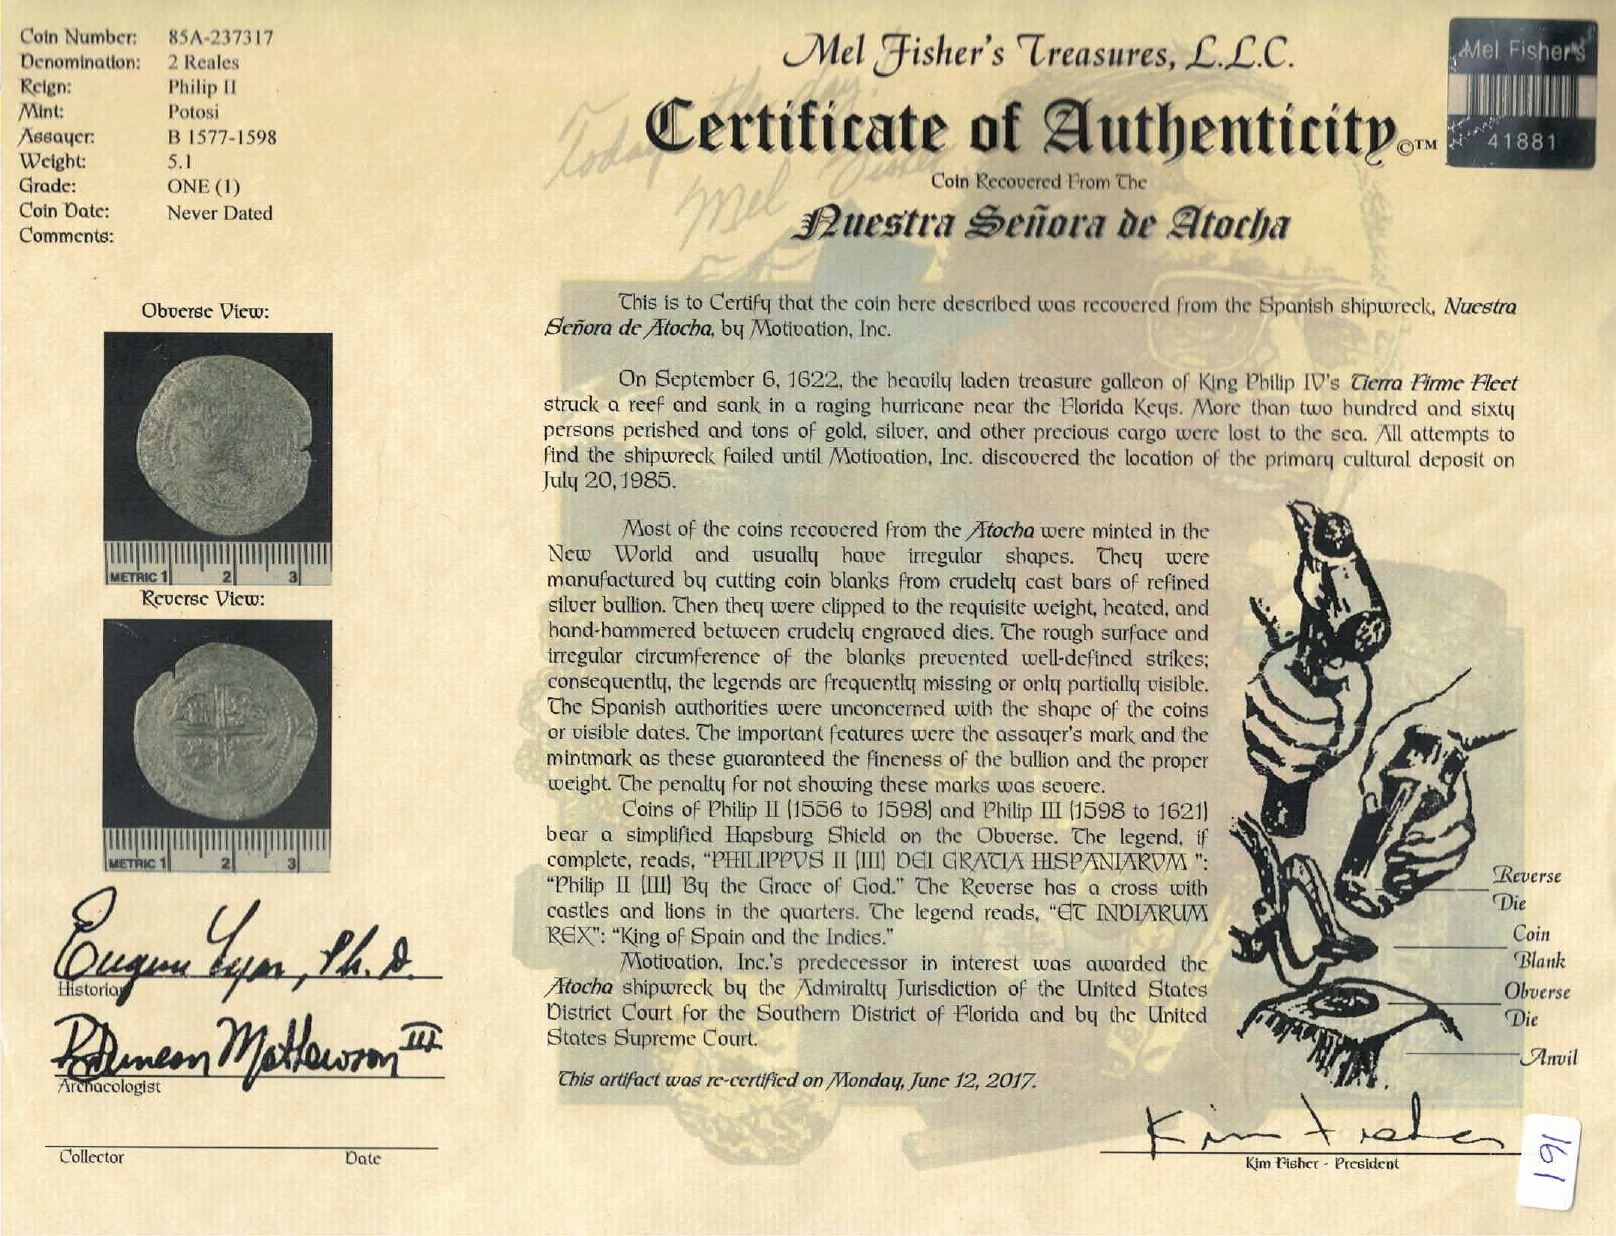 Coin Number: 85A-237317
Denomination: 2 Reales
Reign: Philip II
Mint: Potosi
Assayer: B 1577-1598
Weight: 5.1
Grade: ONE (1)
Coin Date: Never Dated
Comments:
Mel Fisher's Treasures, L.L.C.
Certificate of Authenticity ©™
Coin Recovered From The
Nuestra Señora de Atocha
Mel Fisher's
41881
Today the day!
Mel Fisher
Obverse View:
METRIC 1 2 3
Reverse View:
METRIC 1 2 3
This is to Certify that the coin here described was recovered from the Spanish shipwreck, Nuestra
Señora de Atocha, by Motivation, Inc.
On September 6, 1622, the heavily laden treasure galleon of King Philip IV's Tierra Firme Fleet
struck a reef and sank in a raging hurricane near the Florida Keys. More than two hundred and sixty
persons perished and tons of gold, silver, and other precious cargo were lost to the sea. All attempts to
find the shipwreck failed until Motivation, Inc. discovered the location of the primary cultural deposit on
July 20, 1985.
Most of the coins recovered from the Atocha were minted in the
New World and usually have irregular shapes. They were
manufactured by cutting coin blanks from crudely cast bars of refined
silver bullion. Then they were clipped to the requisite weight, heated, and
hand-hammered between crudely engraved dies. The rough surface and
irregular circumference of the blanks prevented well-defined strikes;
consequently, the legends are frequently missing or only partially visible.
The Spanish authorities were unconcerned with the shape of the coins
or visible dates. The important features were the assayer's mark and the
mintmark as these guaranteed the fineness of the bullion and the proper
weight. The penalty for not showing these marks was severe.
Coins of Philip II (1556 to 1598) and Philip III (1598 to 1621)
bear a simplified Hapsburg Shield on the Obverse. The legend, if
complete, reads, "PHILIPPVS II (III) DEI GRATIA HISPANIARVM ":
"Philip II (III) By the Grace of God." The Reverse has a cross with
castles and lions in the quarters. The legend reads, "ET INDIARUM
REX": "King of Spain and the Indies."
Motivation, Inc.'s predecessor in interest was awarded the
Atocha shipwreck by the Admiralty Jurisdiction of the United States
District Court for the Southern District of Florida and by the United
States Supreme Court.
This artifact was re-certified on Monday, June 12, 2017.
Reverse
Die
Coin
Blank
Obverse
Die
Anvil
Eugene Lyon, Ph.D.
Historian
R Duncan Mathewson III
Archaeologist
Collector Date
Kim Fisher
Kim Fisher - President
161